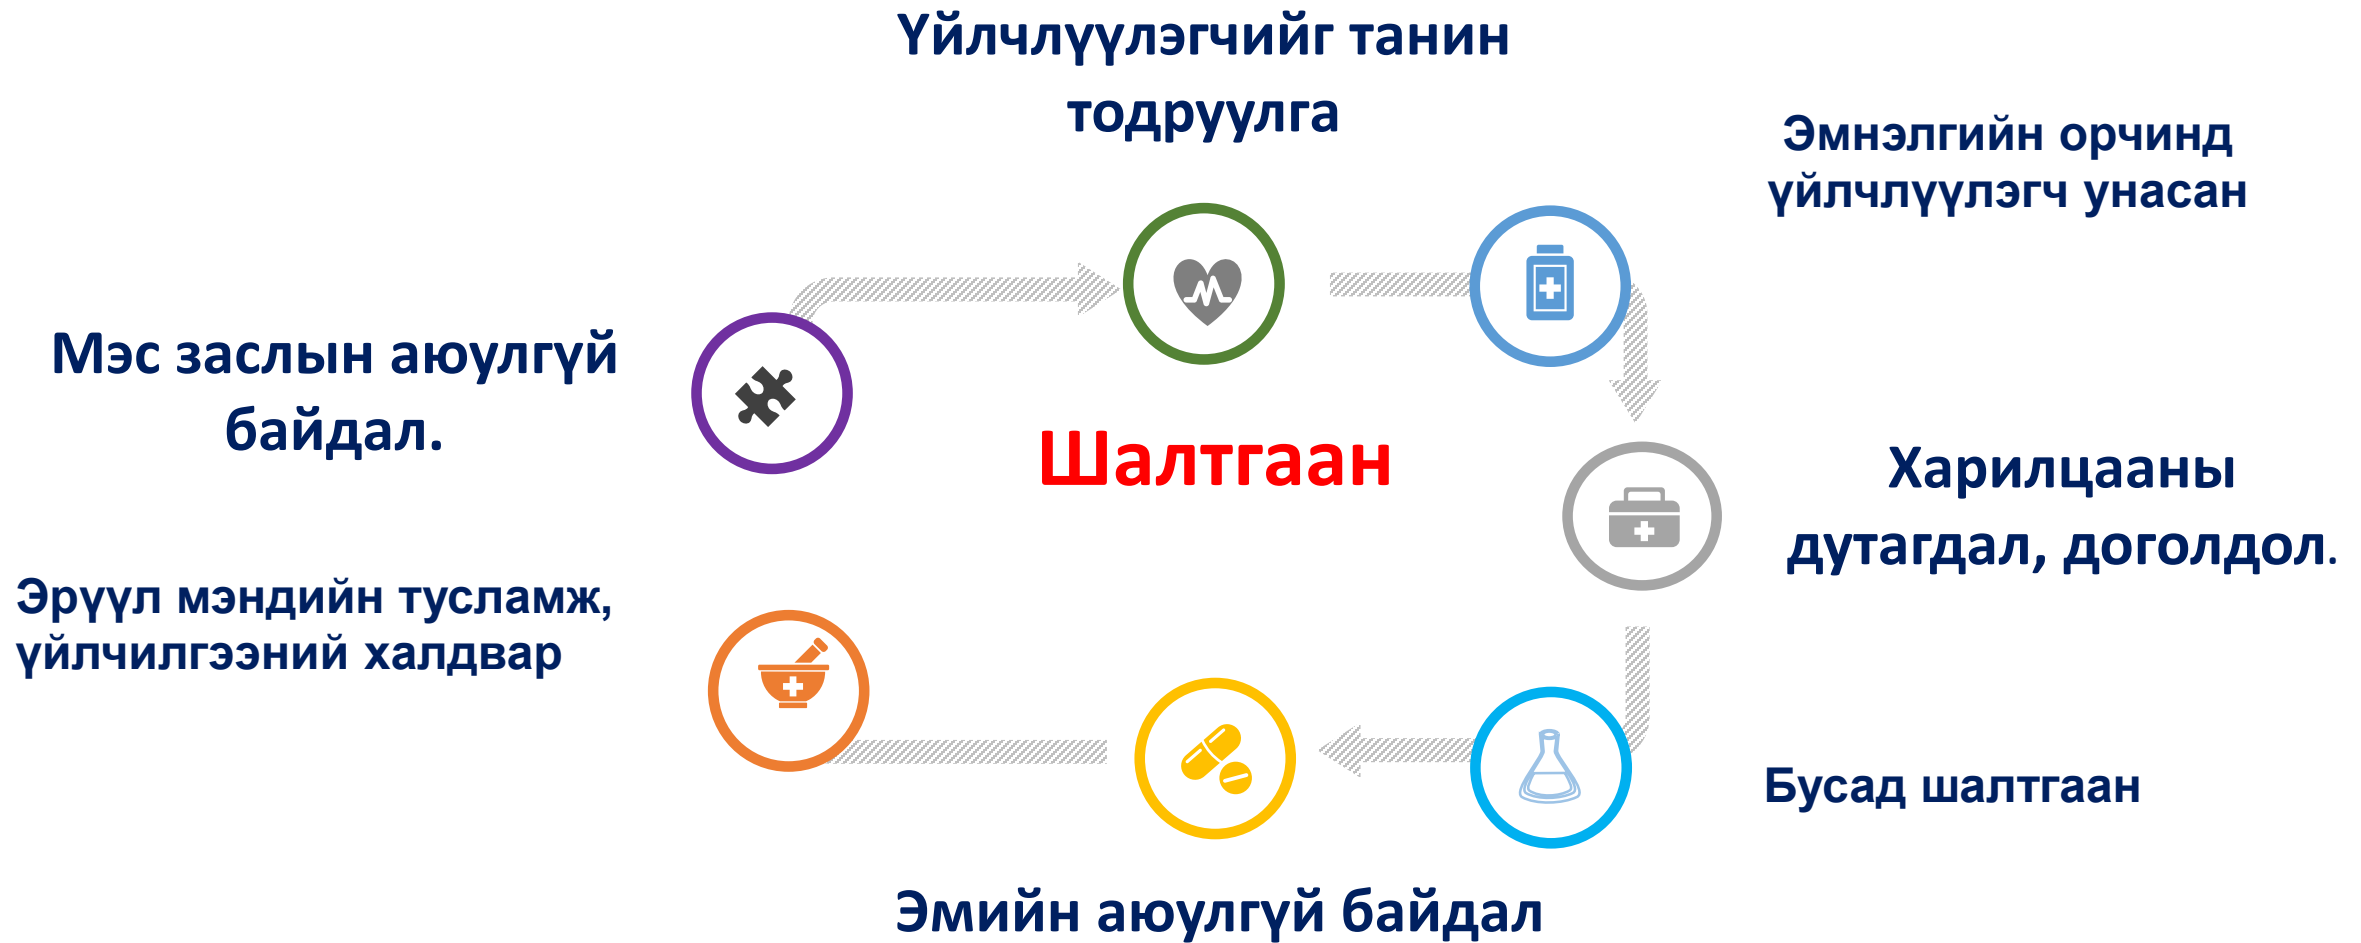 Үйлчлүүлэгчийг танин
тодруулга
Эмнэлгийн орчинд
үйлчлүүлэгч унасан
Мэс заслын аюулгүй
байдал.
Шалтгаан
Харилцааны
дутагдал, доголдол.
Эрүүл мэндийн тусламж,
үйлчилгээний халдвар
Бусад шалтгаан
Эмийн аюулгүй байдал